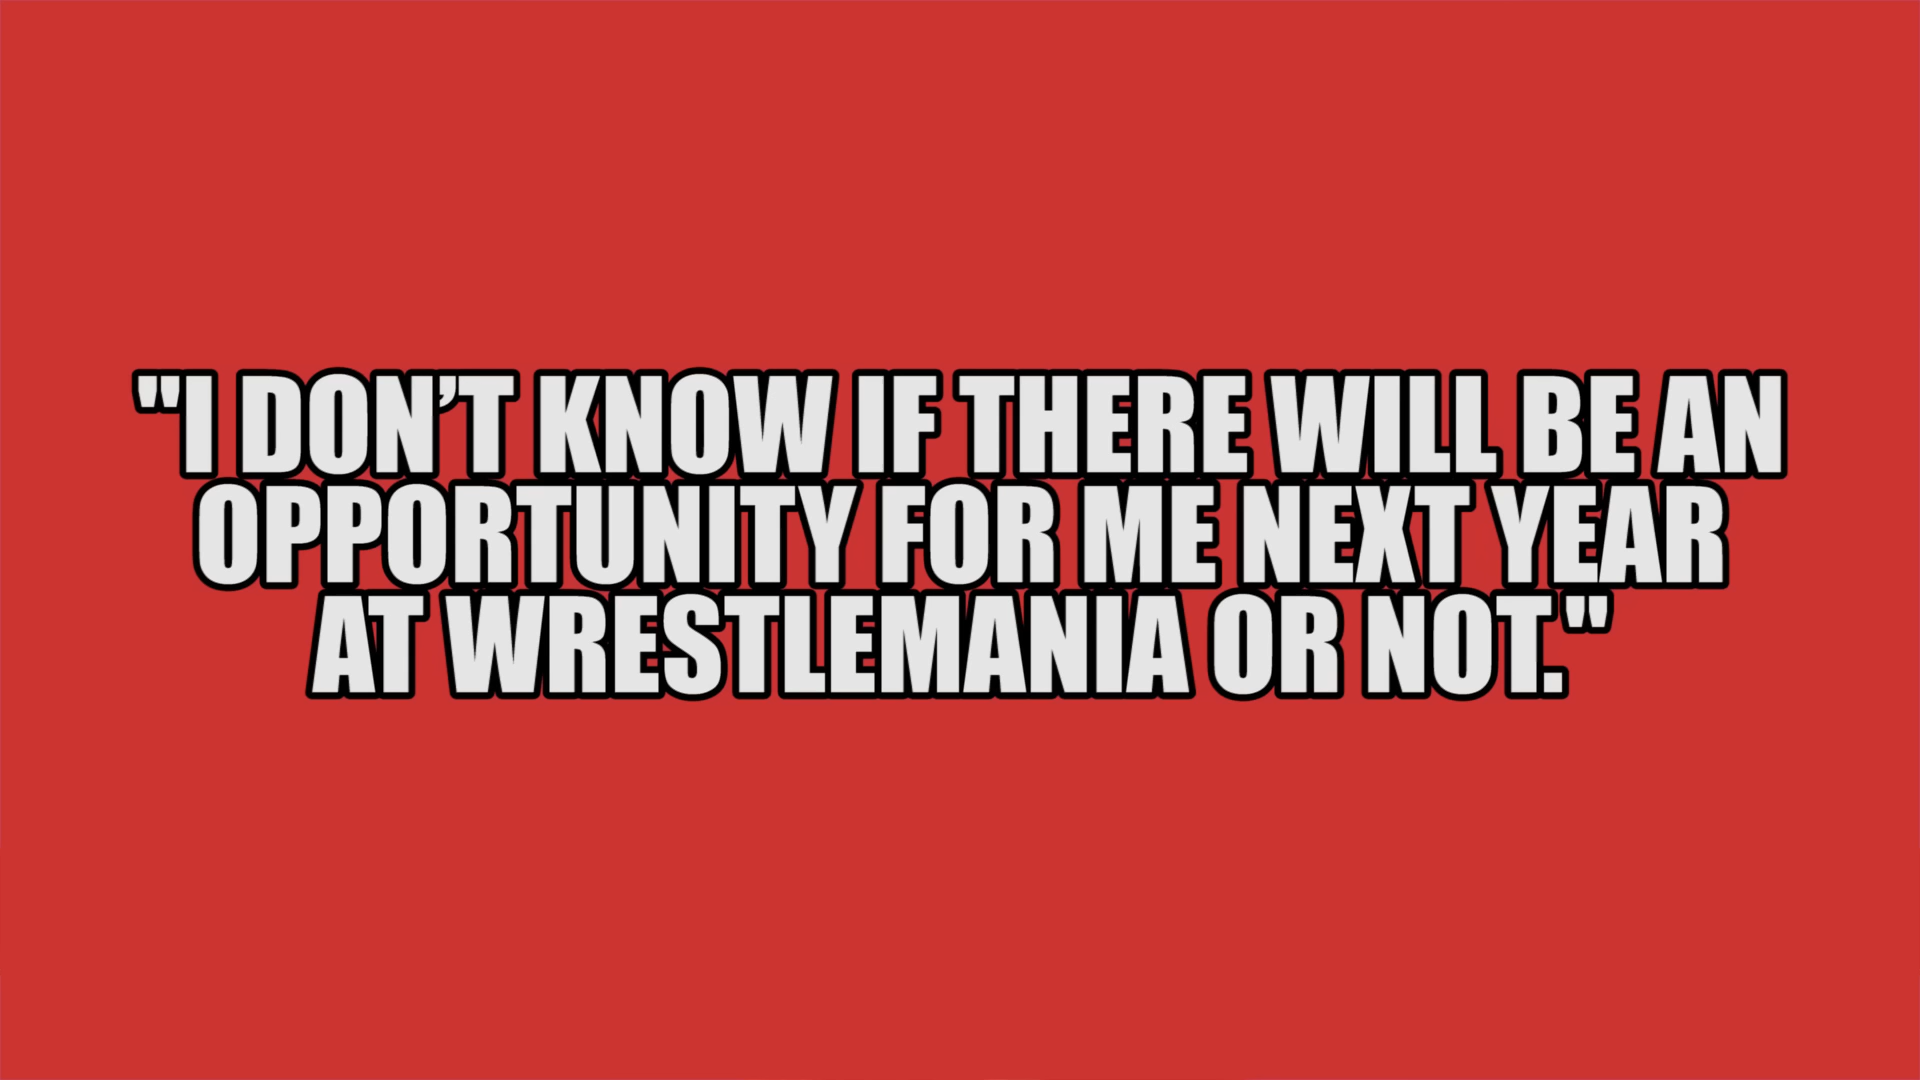 "I DON’T KNOW IF THERE WILL BE AN
OPPORTUNITY FOR ME NEXT YEAR
AT WRESTLEMANIA OR NOT."